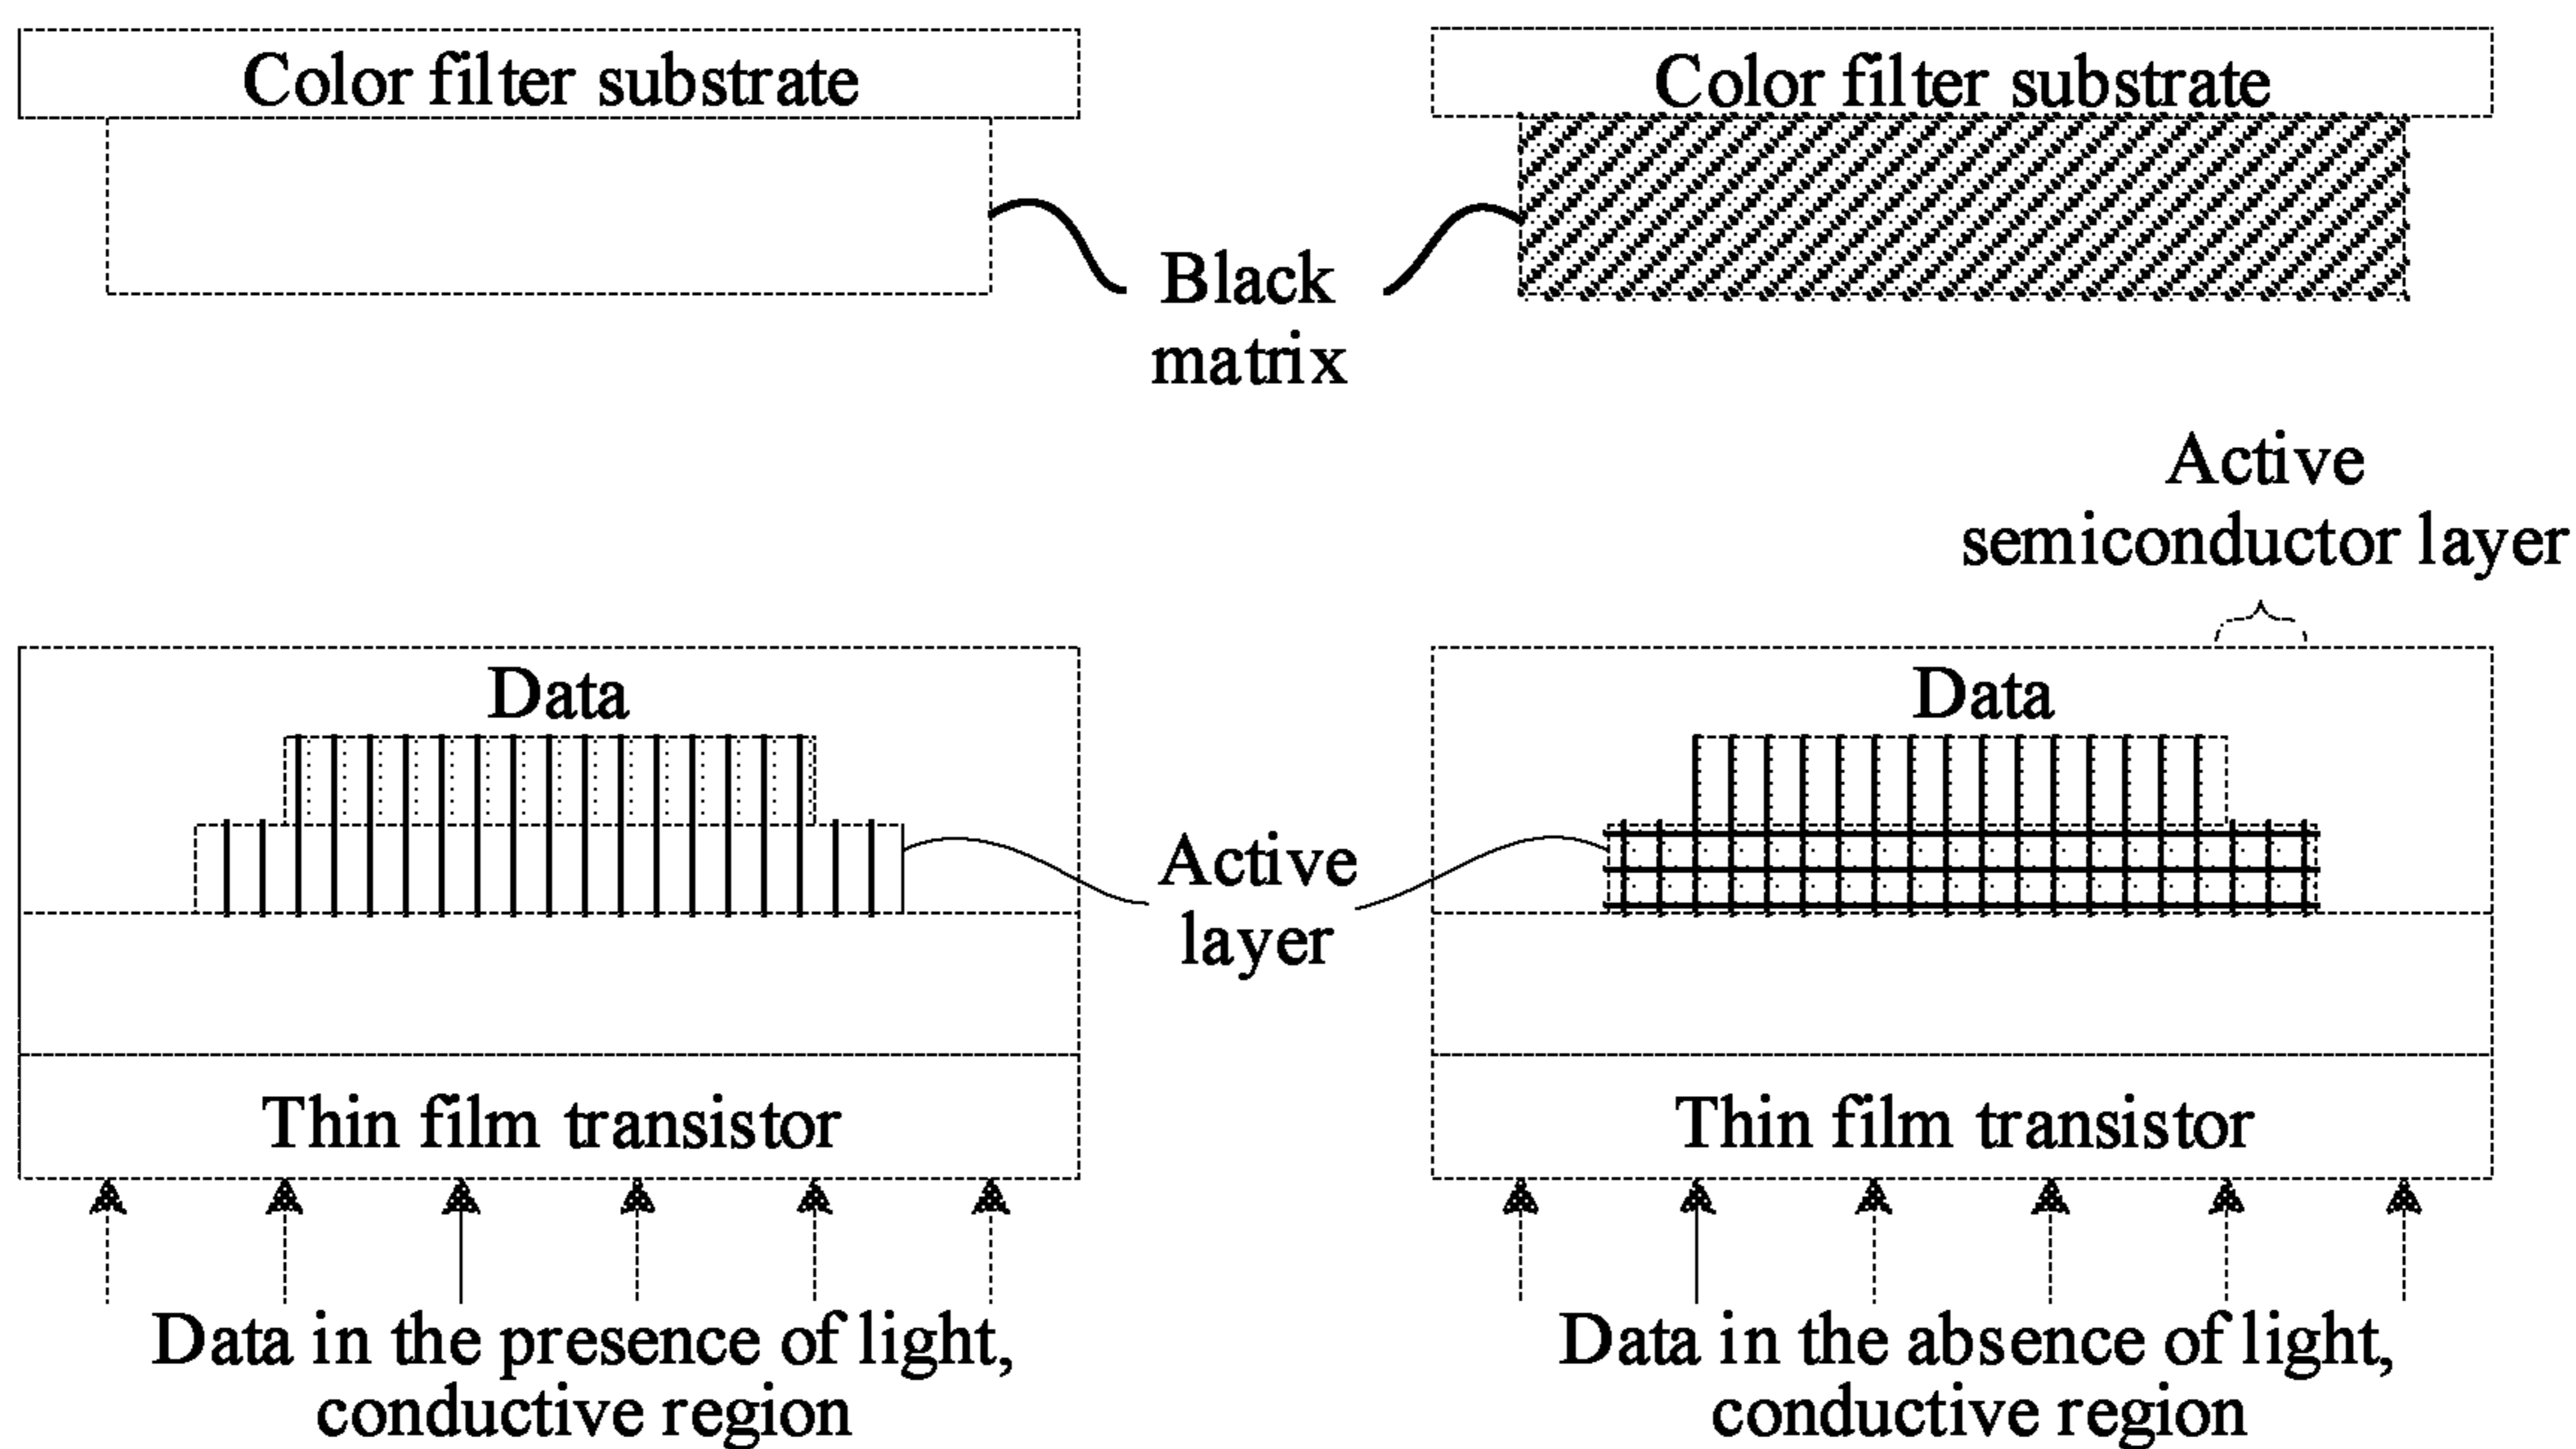 Color filter substrate
Color filter substrate
Black
matrix
Active
semiconductor layer
Data
Data
Active
layer
Thin film transistor
Thin film transistor
Data in the presence of light,
conductive region
Data in the absence of light,
conductive region